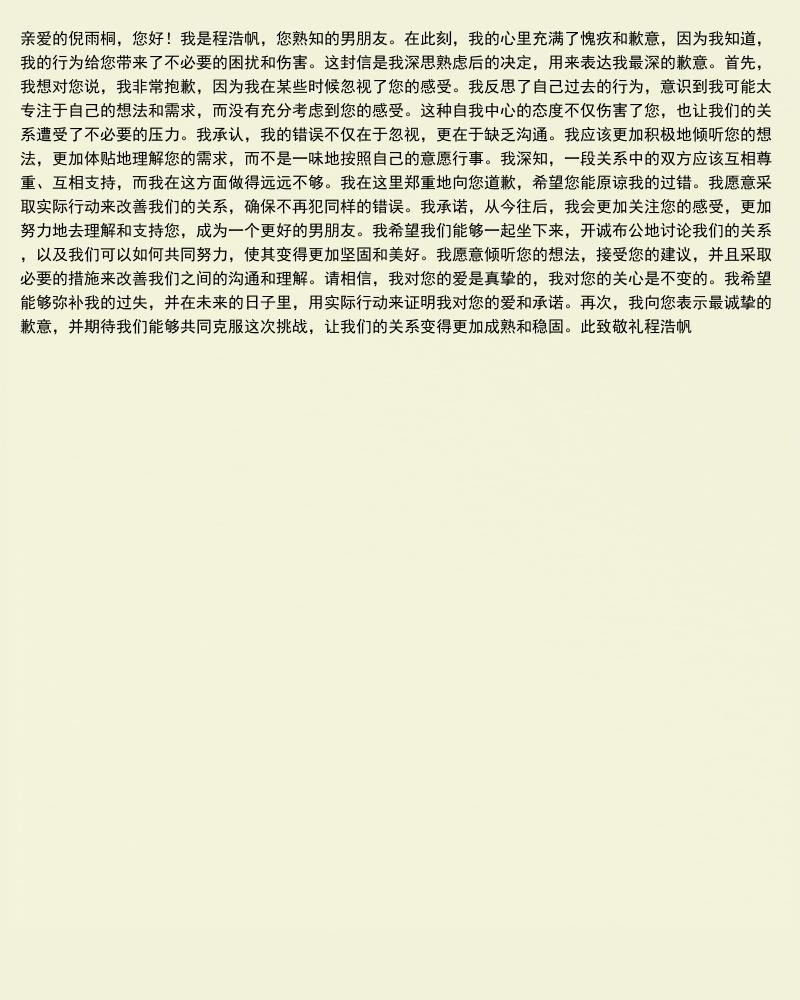 亲爱的倪雨桐，您好！我是程浩帆，您熟知的男朋友。在此刻，我的心里充满了愧疚和歉意，因为我知道，
我的行为给您带来了不必要的困扰和伤害。这封信是我深思熟虑后的决定，用来表达我最深的歉意。首先，
我想对您说，我非常抱歉，因为我在某些时候忽视了您的感受。我反思了自己过去的行为，意识到我可能太
专注于自己的想法和需求，而没有充分考虑到您的感受。这种自我中心的态度不仅伤害了您，也让我们的关
系遭受了不必要的压力。我承认，我的错误不仅在于忽视，更在于缺乏沟通。我应该更加积极地倾听您的想
法，更加体贴地理解您的需求，而不是一味地按照自己的意愿行事。我深知，一段关系中的双方应该互相尊
重、互相支持，而我在这方面做得远远不够。我在这里郑重地向您道歉，希望您能原谅我的过错。我愿意采
取实际行动来改善我们的关系，确保不再犯同样的错误。我承诺，从今往后，我会更加关注您的感受，更加
努力地去理解和支持您，成为一个更好的男朋友。我希望我们能够一起坐下来，开诚布公地讨论我们的关系
，以及我们可以如何共同努力，使其变得更加坚固和美好。我愿意倾听您的想法，接受您的建议，并且采取
必要的措施来改善我们之间的沟通和理解。请相信，我对您的爱是真挚的，我对您的关心是不变的。我希望
能够弥补我的过失，并在未来的日子里，用实际行动来证明我对您的爱和承诺。再次，我向您表示最诚挚的
歉意，并期待我们能够共同克服这次挑战，让我们的关系变得更加成熟和稳固。此致敬礼程浩帆